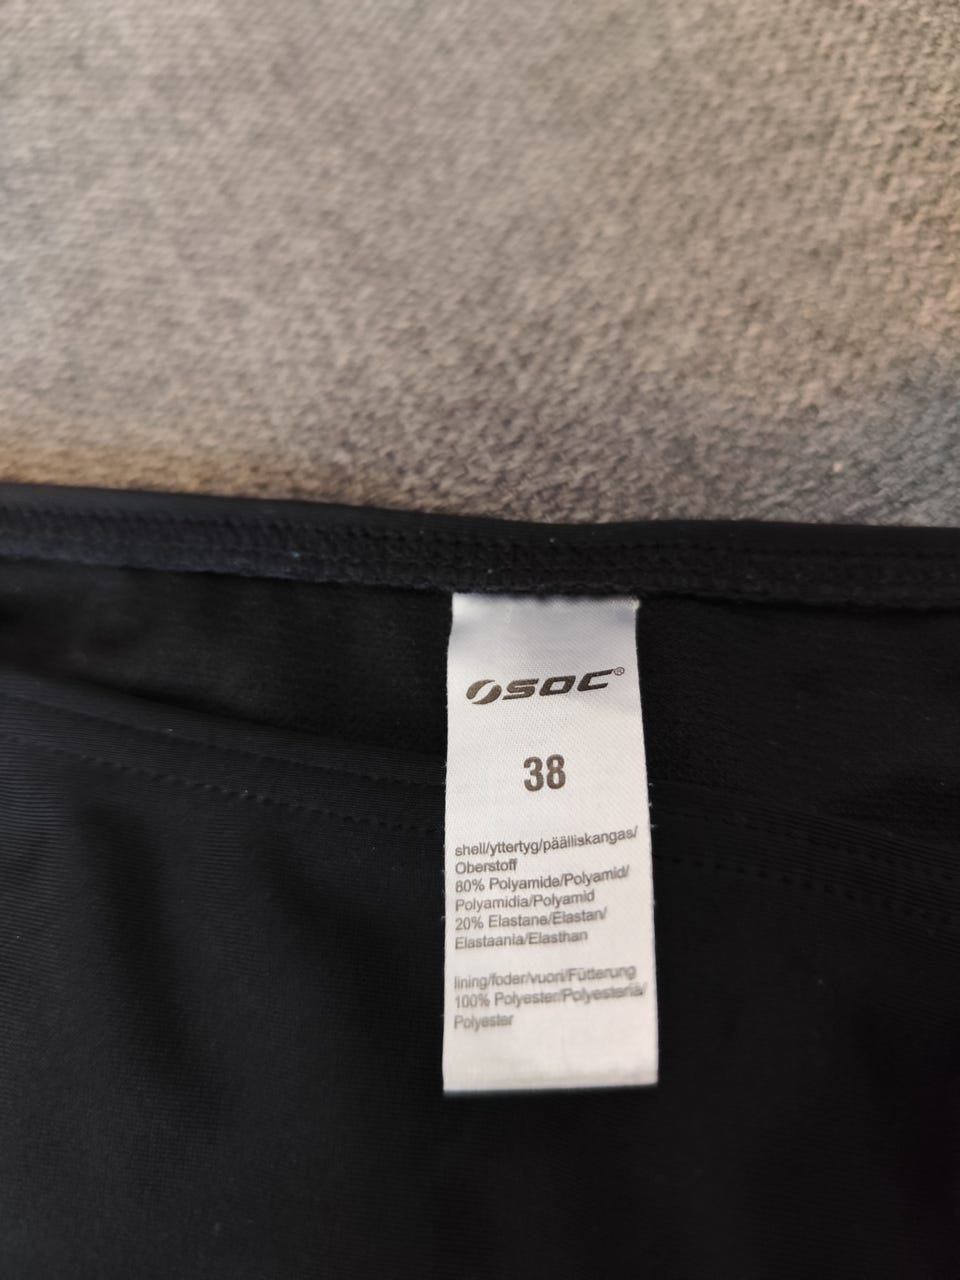 SOC®
38
shell/yttertyg/päälliskangas/
Oberstoff
80% Polyamide/Polyamid/
Polyamidia/Polyamid
20% Elastane/Elastan/
Elastaania/Elasthan
lining/foder/vuori/Fütterung
100% Polyester/Polyesteria/
Polyester